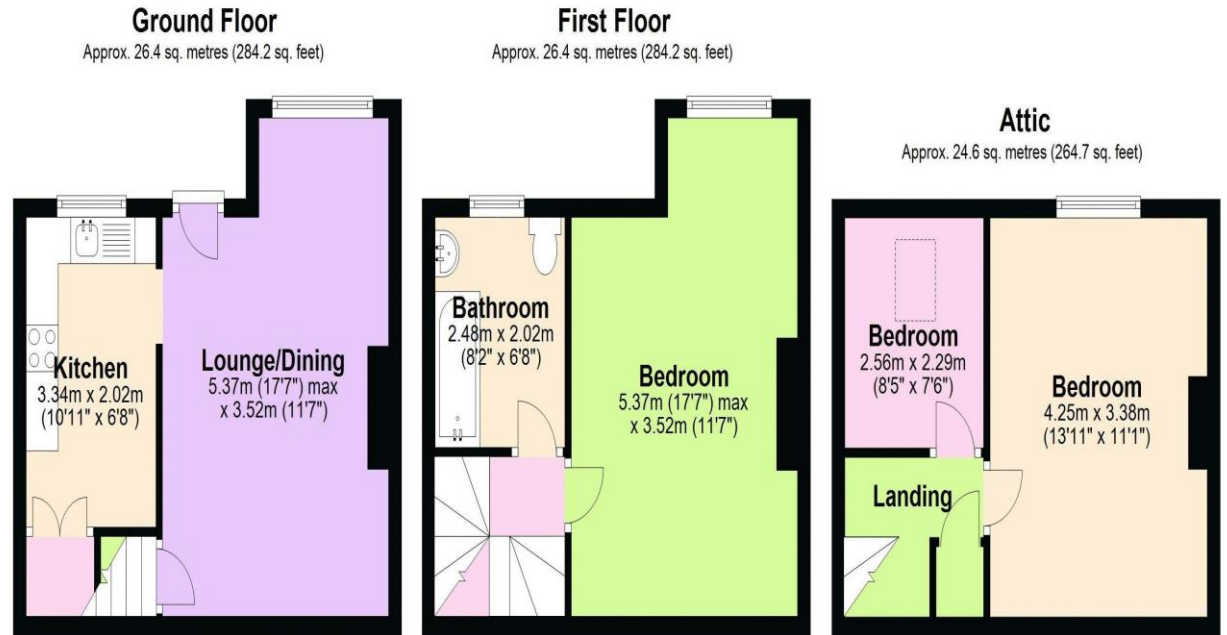 Ground Floor
Approx. 26.4 sq. metres (284.2 sq. feet)
Kitchen
3.34m x 2.02m
(10'11" x 6'8")
Lounge/Dining
5.37m (17'7") max
x 3.52m (11'7")
First Floor
Approx. 26.4 sq. metres (284.2 sq. feet)
Bathroom
2.48m x 2.02m
(8'2" x 6'8")
Bedroom
5.37m (17'7") max
x 3.52m (11'7")
Attic
Approx. 24.6 sq. metres (264.7 sq. feet)
Bedroom
2.56m x 2.29m
(8'5" x 7'6")
Bedroom
4.25m x 3.38m
(13'11" x 11'1")
Landing